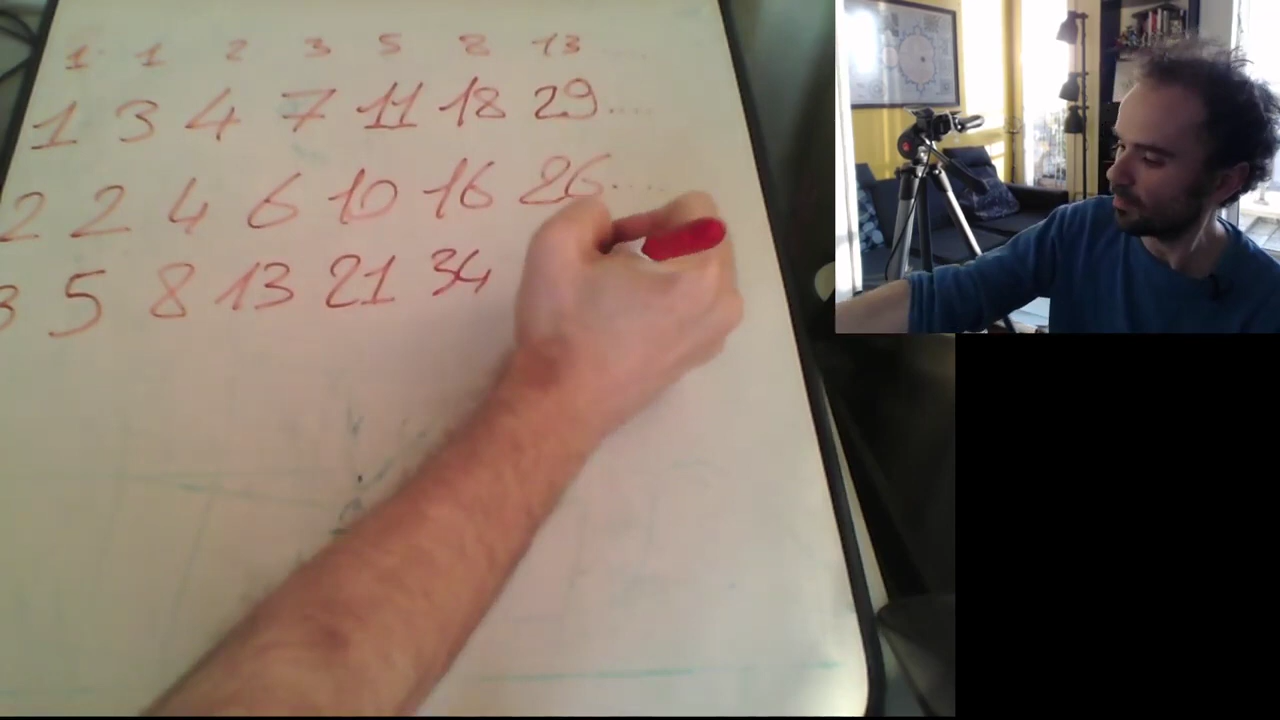 1 1 2 3 5 8 13 ....
1 3 4 7 11 18 29 ....
2 2 4 6 10 16 26 ....
3 5 8 13 21 34